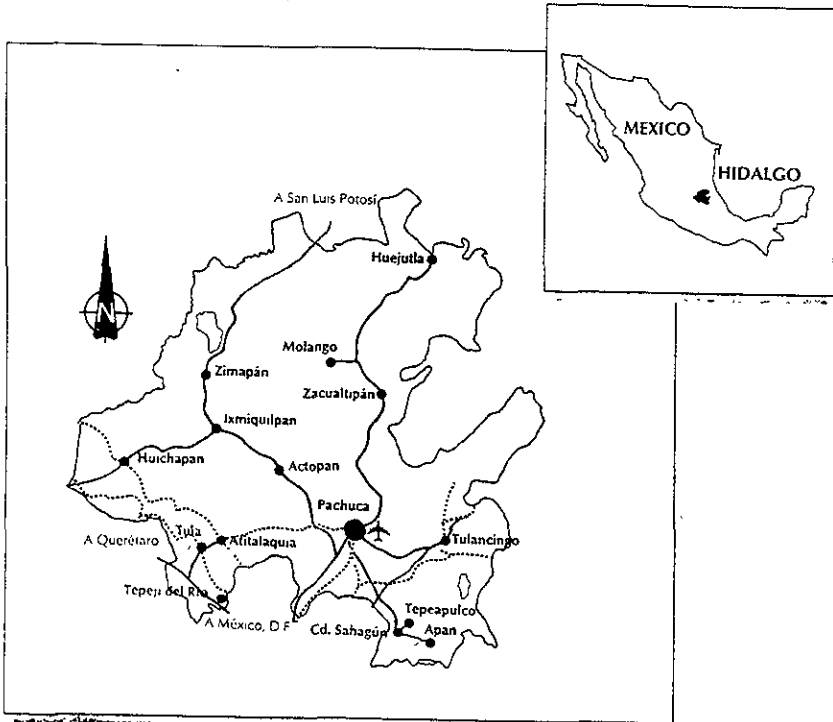 MEXICO
HIDALGO
A San Luis Potosí
Huejutla
N
Molango
Zimapán
Zacualtipán
Ixmiquilpan
Huichapan
Actopan
Pachuca
A Querétaro
Tula
Atitalaquia
Tulancingo
Tepeji del Río
A México, D F
Tepeapulco
Cd. Sahagún
Apan